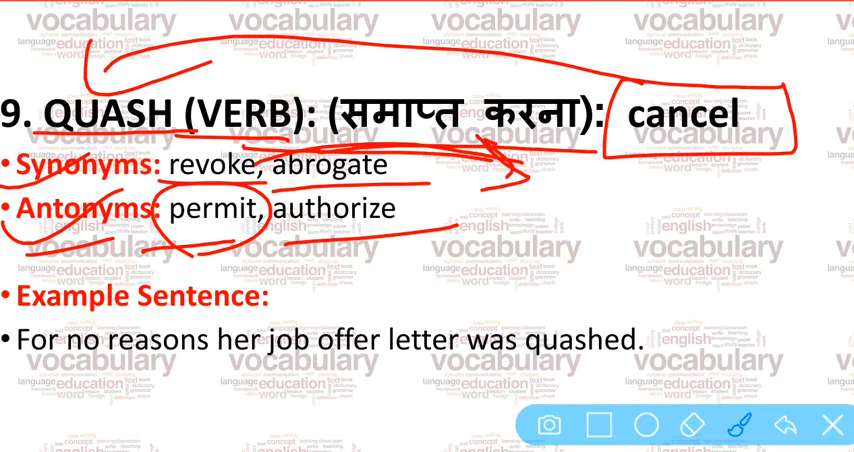 9. QUASH (VERB): (समाप्त करना): cancel
• Synonyms: revoke, abrogate
• Antonyms: permit, authorize
• Example Sentence:
• For no reasons her job offer letter was quashed.